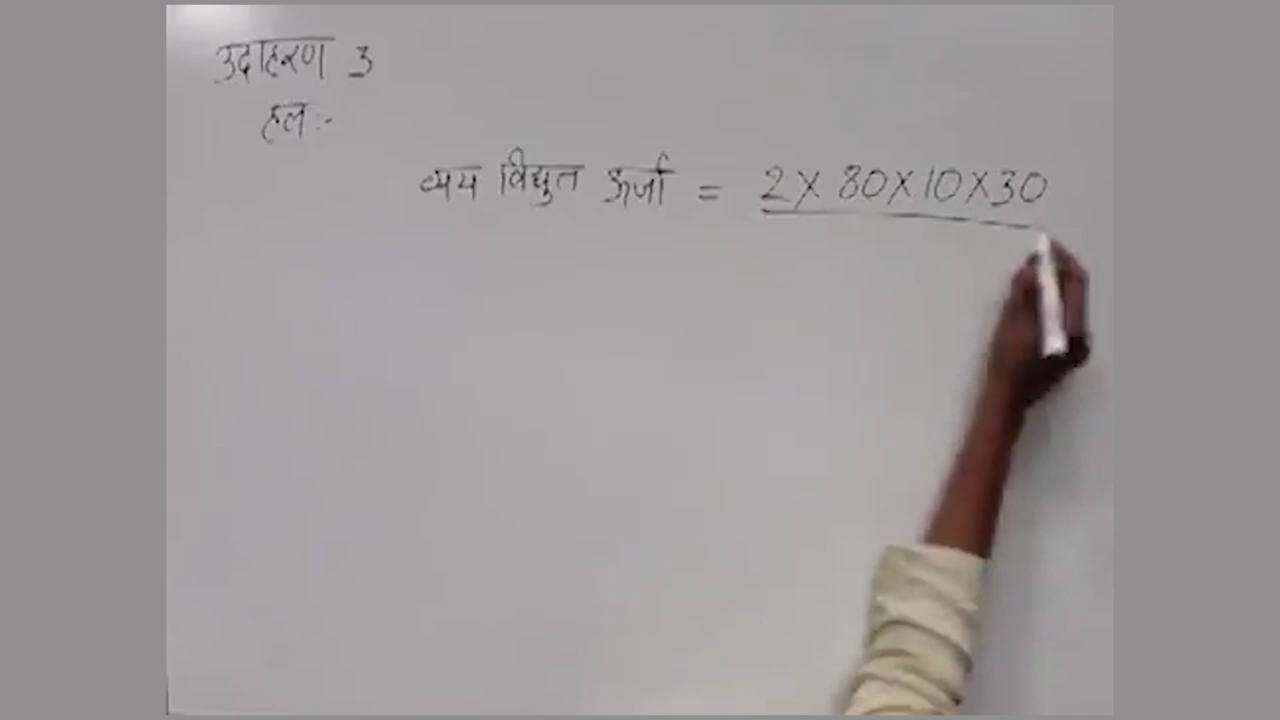 उदाहरण 3
हल :-
व्यय विद्युत ऊर्जा = 2 × 80 × 10 × 30